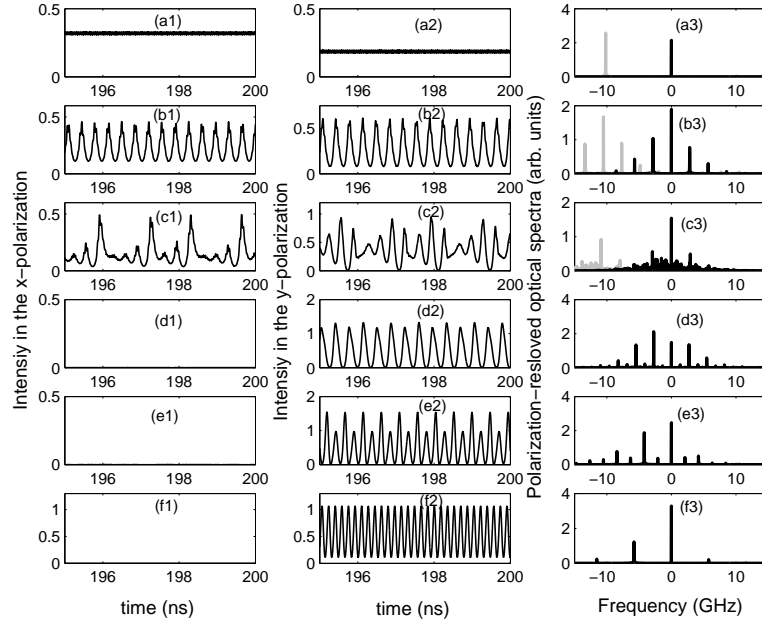 (a1) (a2) (a3)
0.5 0.5 4
2
0 0 0
196 198 200 196 198 200 −10 0 10
(b1) (b2) (b3)
0.5 0.5 2
1
0 0 0
196 198 200 196 198 200 −10 0 10
(c1) (c2) (c3)
0.5 1 2
0.5 1
0 0 0
196 198 200 196 198 200 −10 0 10
(d1) (d2) (d3)
0.5 2 4
1 2
0 0 0
196 198 200 196 198 200 −10 0 10
(e1) (e2) (e3)
0.5 2 4
1 2
0 0 0
196 198 200 196 198 200 −10 0 10
(f1) (f2) (f3)
1 1 4
0.5 0.5 2
0 0 0
196 198 200 196 198 200 −10 0 10
time (ns) time (ns) Frequency (GHz)
Intensiy in the x−polarization
Intensiy in the y−polarization
Polarization−resloved optical spectra (arb. units)